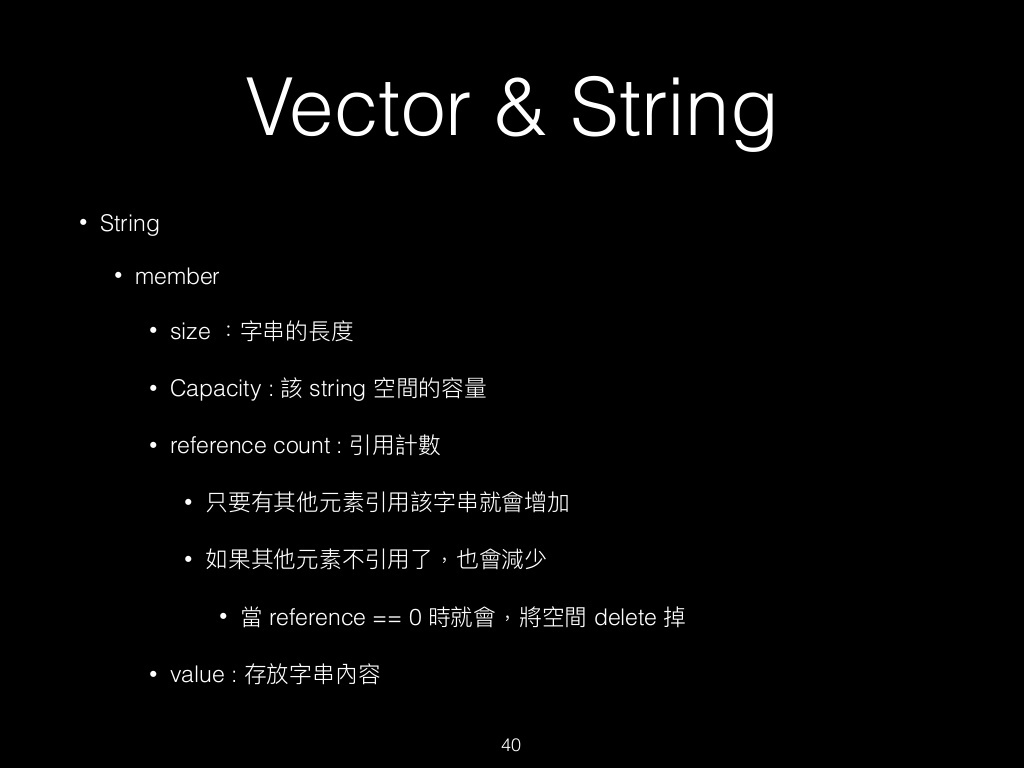 Vector & String
• String
• member
• size ：字串的長度
• Capacity : 該 string 空間的容量
• reference count : 引用計數
• 只要有其他元素引用該字串就會增加
• 如果其他元素不引用了，也會減少
• 當 reference == 0 時就會，將空間 delete 掉
• value : 存放字串內容
40